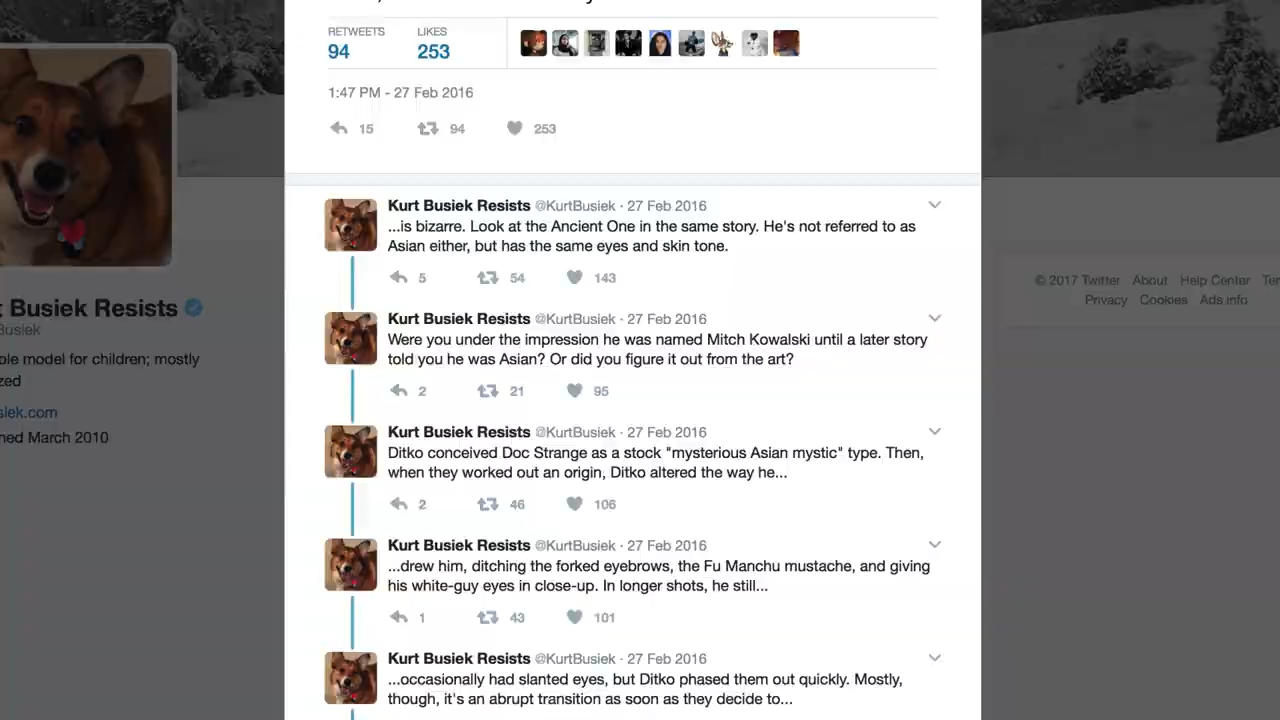 RETWEETS LIKES
94 253
1:47 PM - 27 Feb 2016
15 94 253
Kurt Busiek Resists @KurtBusiek · 27 Feb 2016
...is bizarre. Look at the Ancient One in the same story. He's not referred to as
Asian either, but has the same eyes and skin tone.
5 54 143
Kurt Busiek Resists @KurtBusiek · 27 Feb 2016
Were you under the impression he was named Mitch Kowalski until a later story
told you he was Asian? Or did you figure it out from the art?
2 21 95
Kurt Busiek Resists @KurtBusiek · 27 Feb 2016
Ditko conceived Doc Strange as a stock "mysterious Asian mystic" type. Then,
when they worked out an origin, Ditko altered the way he...
2 46 106
Kurt Busiek Resists @KurtBusiek · 27 Feb 2016
...drew him, ditching the forked eyebrows, the Fu Manchu mustache, and giving
his white-guy eyes in close-up. In longer shots, he still...
1 43 101
Kurt Busiek Resists @KurtBusiek · 27 Feb 2016
...occasionally had slanted eyes, but Ditko phased them out quickly. Mostly,
though, it's an abrupt transition as soon as they decide to...
Busiek Resists
Busiek
ole model for children; mostly
zed
siek.com
ned March 2010
© 2017 Twitter About Help Center Ter
Privacy Cookies Ads info